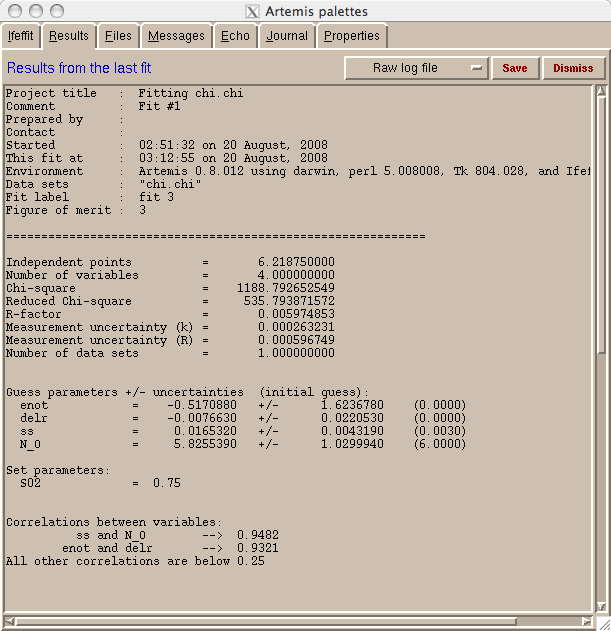 Artemis palettes
Ifeffit Results Files Messages Echo Journal Properties
Results from the last fit Raw log file Save Dismiss
Project title : Fitting chi.chi
Comment : Fit #1
Prepared by :
Contact :
Started : 02:51:32 on 20 August, 2008
This fit at : 03:12:55 on 20 August, 2008
Environment : Artemis 0.8.012 using darwin, perl 5.008008, Tk 804.028, and Ifef
Data sets : "chi.chi"
Fit label : fit 3
Figure of merit : 3
============================================================
Independent points = 6.218750000
Number of variables = 4.000000000
Chi-square = 1188.792652549
Reduced Chi-square = 535.793871572
R-factor = 0.005974853
Measurement uncertainty (k) = 0.000263231
Measurement uncertainty (R) = 0.000596749
Number of data sets = 1.000000000
Guess parameters +/- uncertainties (initial guess):
enot = -0.5170880 +/- 1.6236780 (0.0000)
delr = -0.0076630 +/- 0.0220530 (0.0000)
ss = 0.0165320 +/- 0.0043190 (0.0030)
N_0 = 5.8255390 +/- 1.0299940 (6.0000)
Set parameters:
S02 = 0.75
Correlations between variables:
ss and N_0 --> 0.9482
enot and delr --> 0.9321
All other correlations are below 0.25